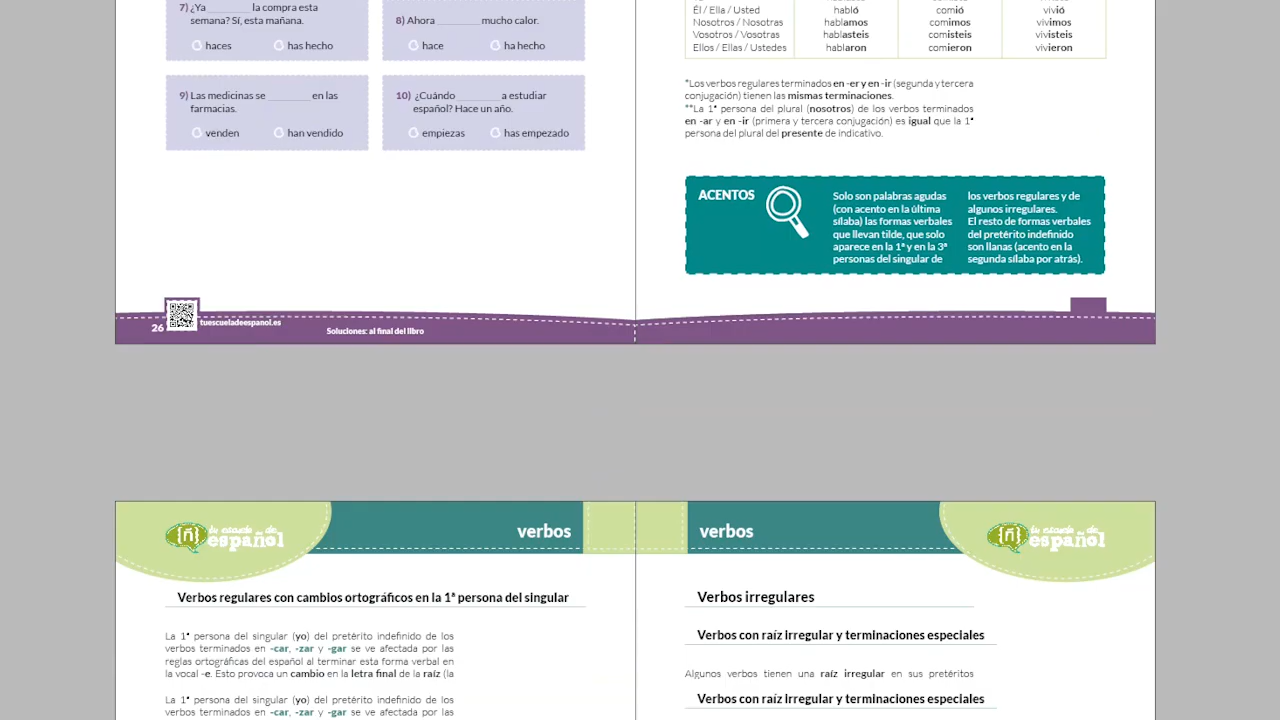 7) ¿Ya ________ la compra esta
semana? Sí, esta mañana.
haces
has hecho
8) Ahora ________ mucho calor.
hace
ha hecho
9) Las medicinas se ________ en las
farmacias.
venden
han vendido
10) ¿Cuándo ________ a estudiar
español? Hace un año.
empiezas
has empezado
26
tuescueladeespanol.es
Soluciones: al final del libro
Él / Ella / Usted habló comió vivió
Nosotros / Nosotras hablamos comimos vivimos
Vosotros / Vosotras hablasteis comisteis vivisteis
Ellos / Ellas / Ustedes hablaron comieron vivieron
*Los verbos regulares terminados en -er y en -ir (segunda y tercera
conjugación) tienen las mismas terminaciones.
**La 1ª persona del plural (nosotros) de los verbos terminados
en -ar y en -ir (primera y tercera conjugación) es igual que la 1ª
persona del plural del presente de indicativo.
ACENTOS
Solo son palabras agudas
(con acento en la última
sílaba) las formas verbales
que llevan tilde, que solo
aparece en la 1ª y en la 3ª
personas del singular de
los verbos regulares y de
algunos irregulares.
El resto de formas verbales
del pretérito indefinido
son llanas (acento en la
segunda sílaba por atrás).
{ñ} tu escuela de
español
verbos
Verbos regulares con cambios ortográficos en la 1ª persona del singular
La 1ª persona del singular (yo) del pretérito indefinido de los
verbos terminados en -car, -zar y -gar se ve afectada por las
reglas ortográficas del español al terminar esta forma verbal en
la vocal -e. Esto provoca un cambio en la letra final de la raíz (la
La 1ª persona del singular (yo) del pretérito indefinido de los
verbos terminados en -car, -zar y -gar se ve afectada por las
verbos
{ñ} tu escuela de
español
Verbos irregulares
Verbos con raíz irregular y terminaciones especiales
Algunos verbos tienen una raíz irregular en sus pretéritos
Verbos con raíz irregular y terminaciones especiales